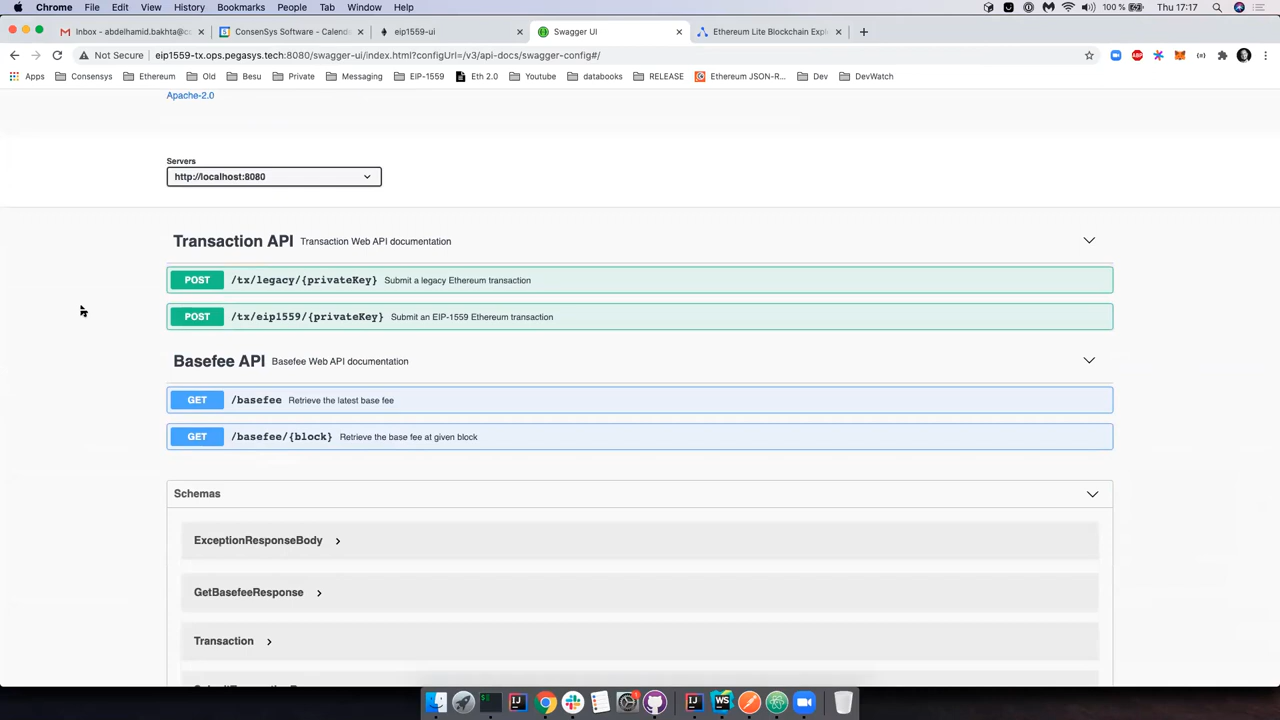 Chrome File Edit View History Bookmarks People Tab Window Help 100 % Thu 17:17
Inbox - abdelhamid.bakhta@co ConsenSys Software - Calenda eip1559-ui Swagger UI Ethereum Lite Blockchain Expl
Not Secure eip1559-tx.ops.pegasys.tech:8080/swagger-ui/index.html?configUrl=/v3/api-docs/swagger-config#/
Apps Consensys Ethereum Old Besu Private Messaging Indexing EIP-1559 Eth 2.0 Youtube databooks RELEASE Ethereum JSON-R... Dev DevWatch
Apache-2.0
Servers
http://localhost:8080
Transaction API Transaction Web API documentation
POST /tx/legacy/{privateKey} Submit a legacy Ethereum transaction
POST /tx/eip1559/{privateKey} Submit an EIP-1559 Ethereum transaction
Basefee API Basefee Web API documentation
GET /basefee Retrieve the latest base fee
GET /basefee/{block} Retrieve the base fee at given block
Schemas
ExceptionResponseBody
GetBasefeeResponse
Transaction